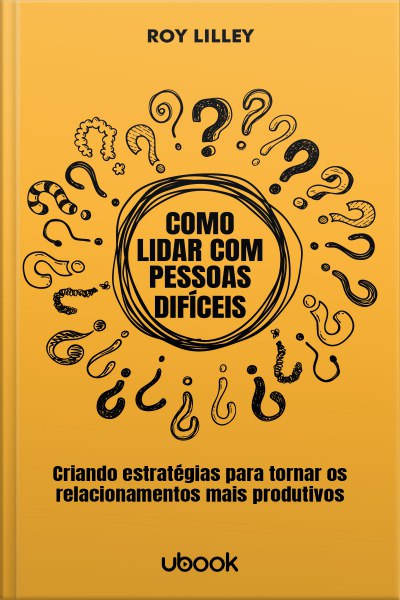 ROY LILLEY
COMO
LIDAR COM
PESSOAS
DIFÍCEIS
Criando estratégias para tornar os
relacionamentos mais produtivos
ubook